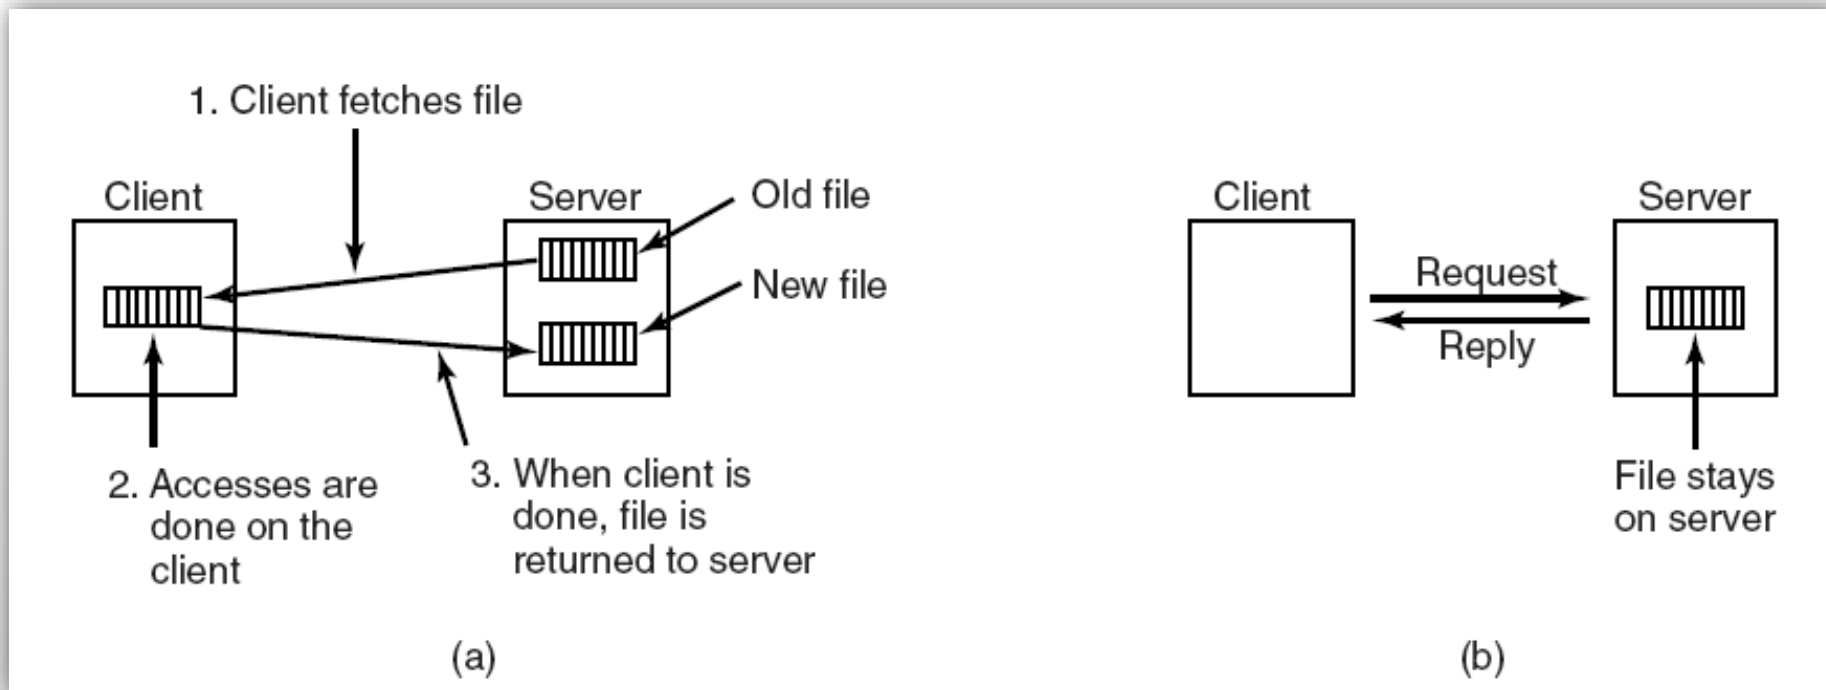 1. Client fetches file
Client
Server
Old file
New file
2. Accesses are
done on the
client
3. When client is
done, file is
returned to server
(a)
Client
Server
Request
Reply
File stays
on server
(b)